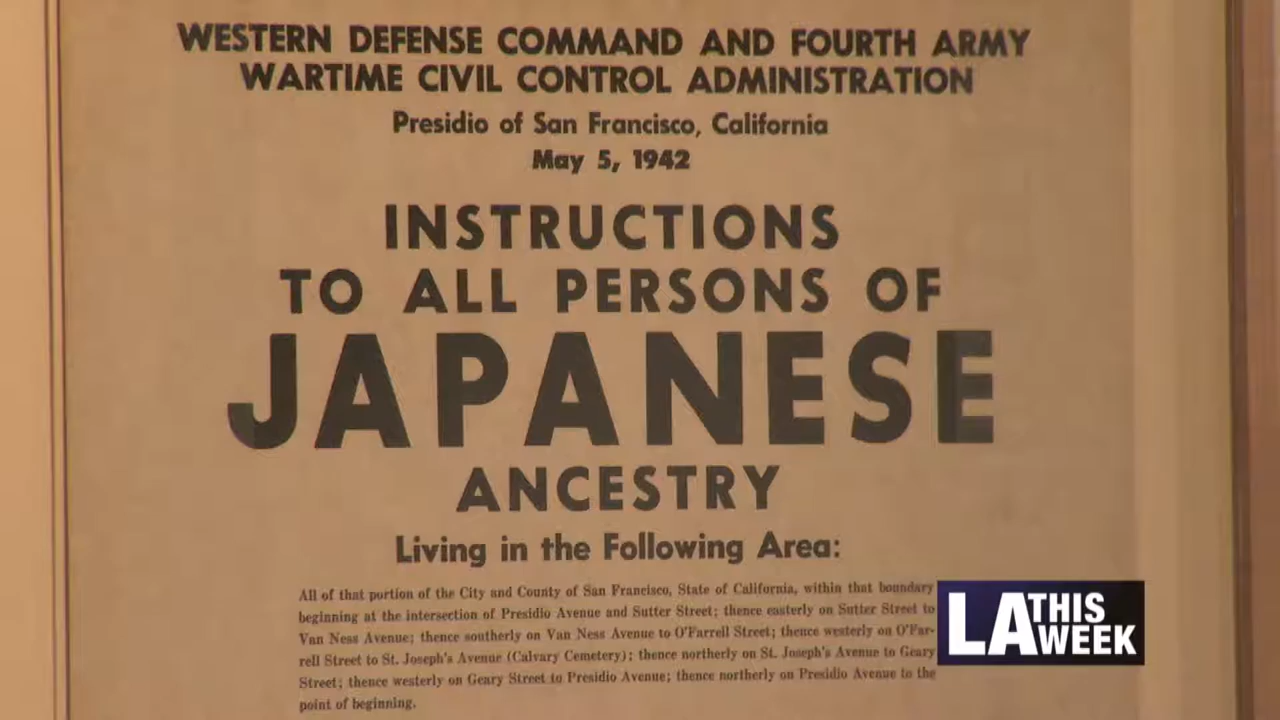 WESTERN DEFENSE COMMAND AND FOURTH ARMY
WARTIME CIVIL CONTROL ADMINISTRATION
Presidio of San Francisco, California
May 5, 1942
INSTRUCTIONS
TO ALL PERSONS OF
JAPANESE
ANCESTRY
Living in the Following Area:
All of that portion of the City and County of San Francisco, State of California, within that boundary
beginning at the intersection of Presidio Avenue and Sutter Street; thence easterly on Sutter Street to
Van Ness Avenue; thence southerly on Van Ness Avenue to O'Farrell Street; thence westerly on O'Far-
rell Street to St. Joseph's Avenue (Calvary Cemetery); thence northerly on St. Joseph's Avenue to Geary
Street; thence westerly on Geary Street to Presidio Avenue; thence northerly on Presidio Avenue to the
point of beginning.
LA THIS
WEEK